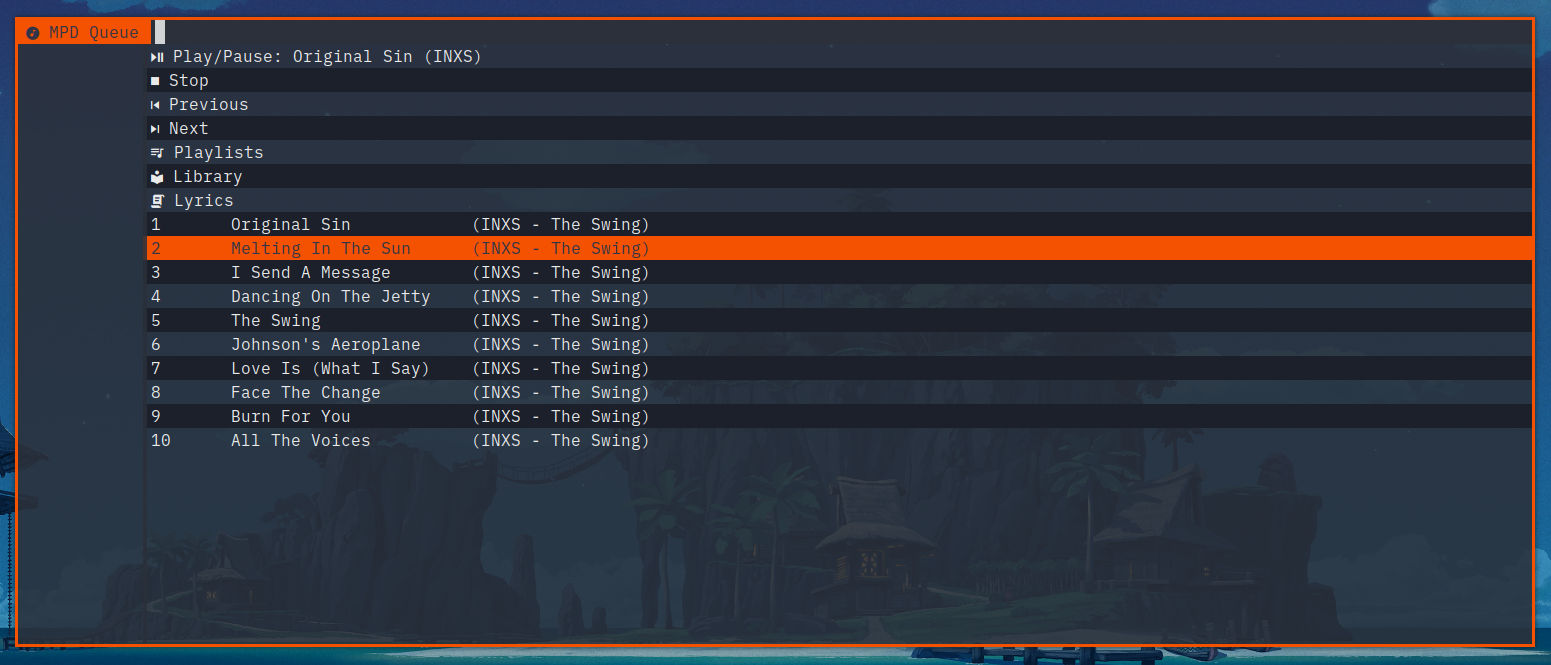 MPD Queue
Play/Pause: Original Sin (INXS)
Stop
Previous
Next
Playlists
Library
Lyrics
1 Original Sin (INXS - The Swing)
2 Melting In The Sun (INXS - The Swing)
3 I Send A Message (INXS - The Swing)
4 Dancing On The Jetty (INXS - The Swing)
5 The Swing (INXS - The Swing)
6 Johnson's Aeroplane (INXS - The Swing)
7 Love Is (What I Say) (INXS - The Swing)
8 Face The Change (INXS - The Swing)
9 Burn For You (INXS - The Swing)
10 All The Voices (INXS - The Swing)